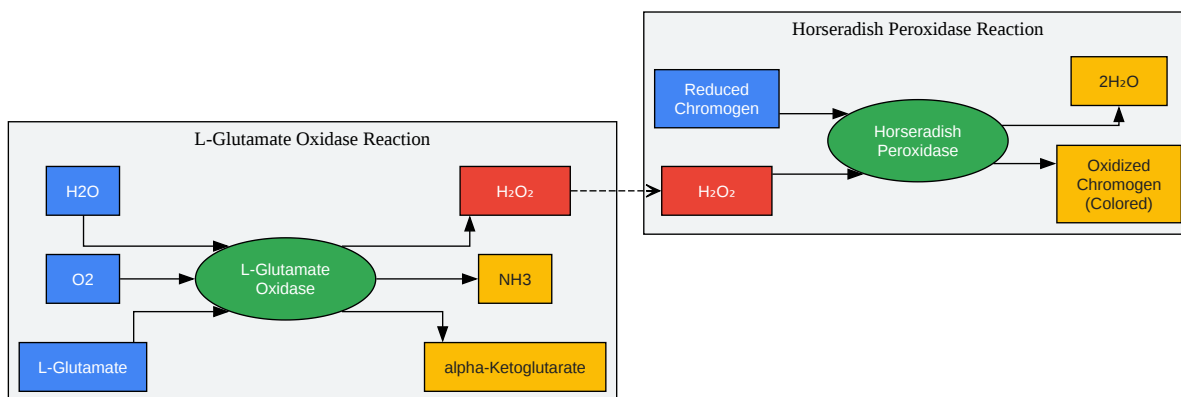 L-Glutamate Oxidase Reaction
H2O
O2
L-Glutamate
L-Glutamate
Oxidase
H₂O₂
NH3
alpha-Ketoglutarate
Horseradish Peroxidase Reaction
Reduced
Chromogen
H₂O₂
Horseradish
Peroxidase
2H₂O
Oxidized
Chromogen
(Colored)